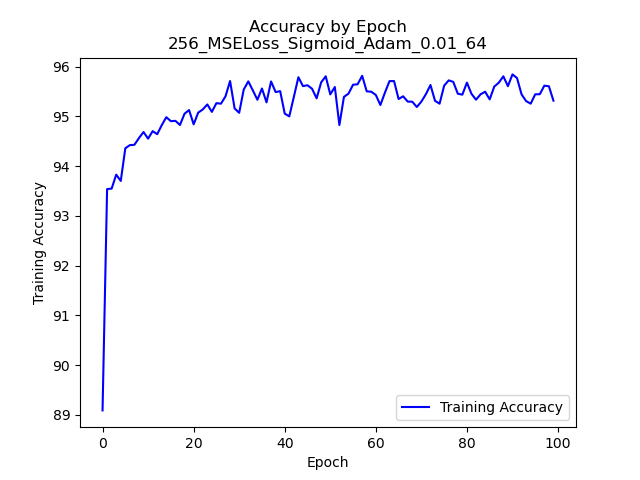 Accuracy by Epoch
256_MSELoss_Sigmoid_Adam_0.01_64
96
95
94
93
92
91
90
89
Training Accuracy
0
20
40
60
80
100
Epoch
Training Accuracy